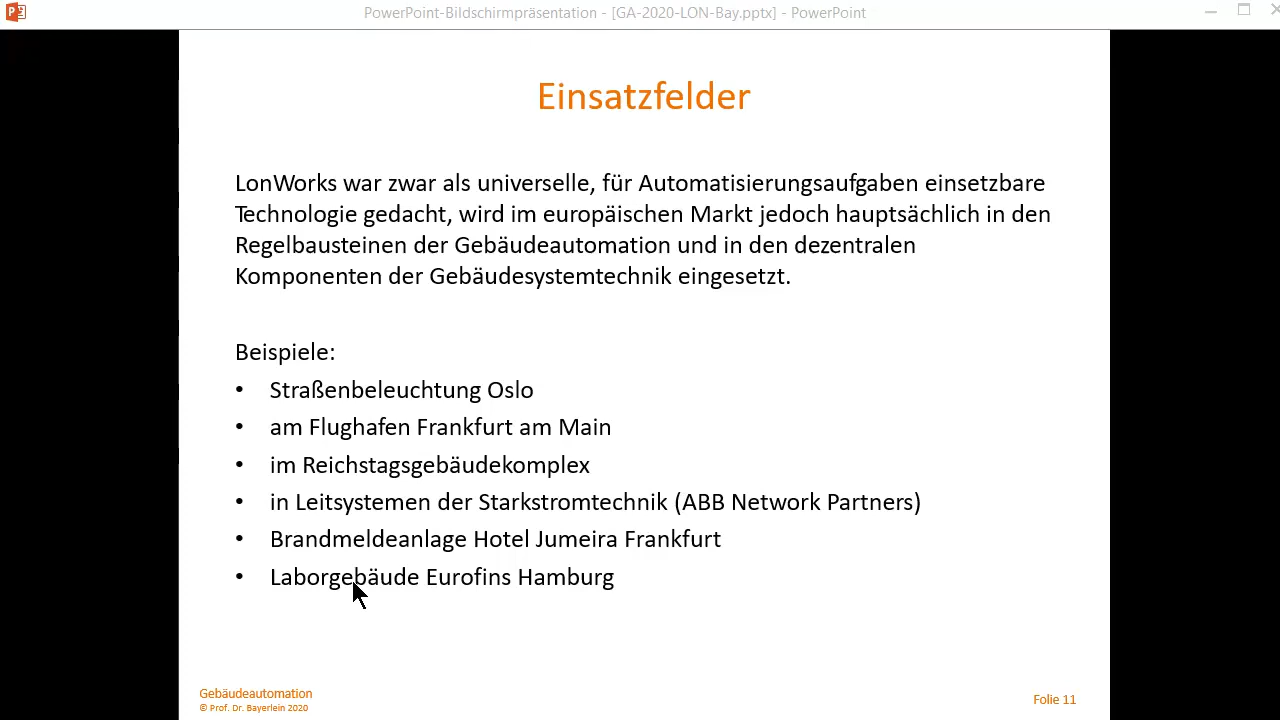 PowerPoint-Bildschirmpräsentation - [GA-2020-LON-Bay.pptx] - PowerPoint
Einsatzfelder
LonWorks war zwar als universelle, für Automatisierungsaufgaben einsetzbare
Technologie gedacht, wird im europäischen Markt jedoch hauptsächlich in den
Regelbausteinen der Gebäudeautomation und in den dezentralen
Komponenten der Gebäudesystemtechnik eingesetzt.
Beispiele:
• Straßenbeleuchtung Oslo
• am Flughafen Frankfurt am Main
• im Reichstagsgebäudekomplex
• in Leitsystemen der Starkstromtechnik (ABB Network Partners)
• Brandmeldeanlage Hotel Jumeira Frankfurt
• Laborgebäude Eurofins Hamburg
Gebäudeautomation
© Prof. Dr. Bayerlein 2020
Folie 11